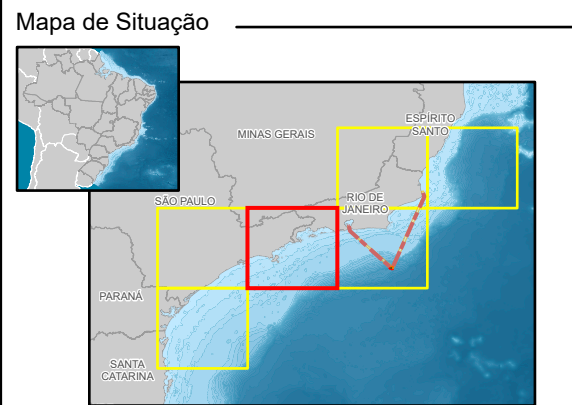 Mapa de Situação
ESPÍRITO
SANTO
MINAS GERAIS
RIO DE
JANEIRO
SÃO PAULO
PARANÁ
SANTA
CATARINA